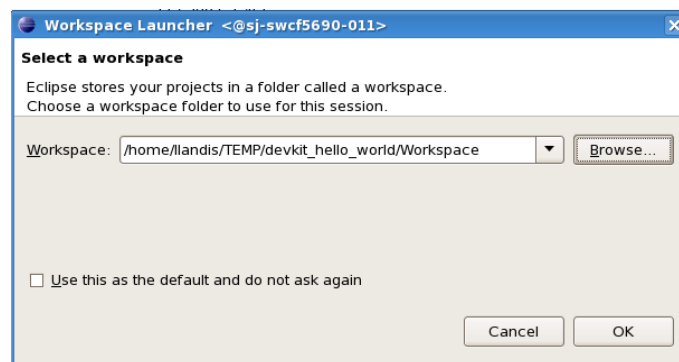 Workspace Launcher <@sj-swcf5690-011>
Select a workspace
Eclipse stores your projects in a folder called a workspace.
Choose a workspace folder to use for this session.
Workspace: /home/llandis/TEMP/devkit_hello_world/Workspace Browse...
Use this as the default and do not ask again
Cancel OK